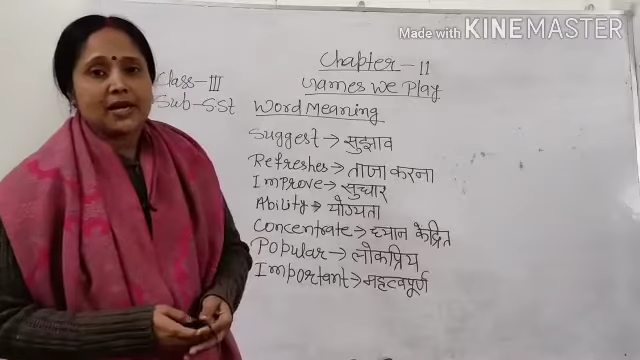 Made with KINEMASTER
Chapter - 11
Class-III
Games We Play
Sub-SSt
Word Meaning
Suggest → सुझाव
Refreshes → ताजा करना
Improve → सुच्चार
Ability → योग्यता
Concentrate → ध्यान केंद्रित
Popular → लोकप्रिय
Important → महत्वपूर्ण